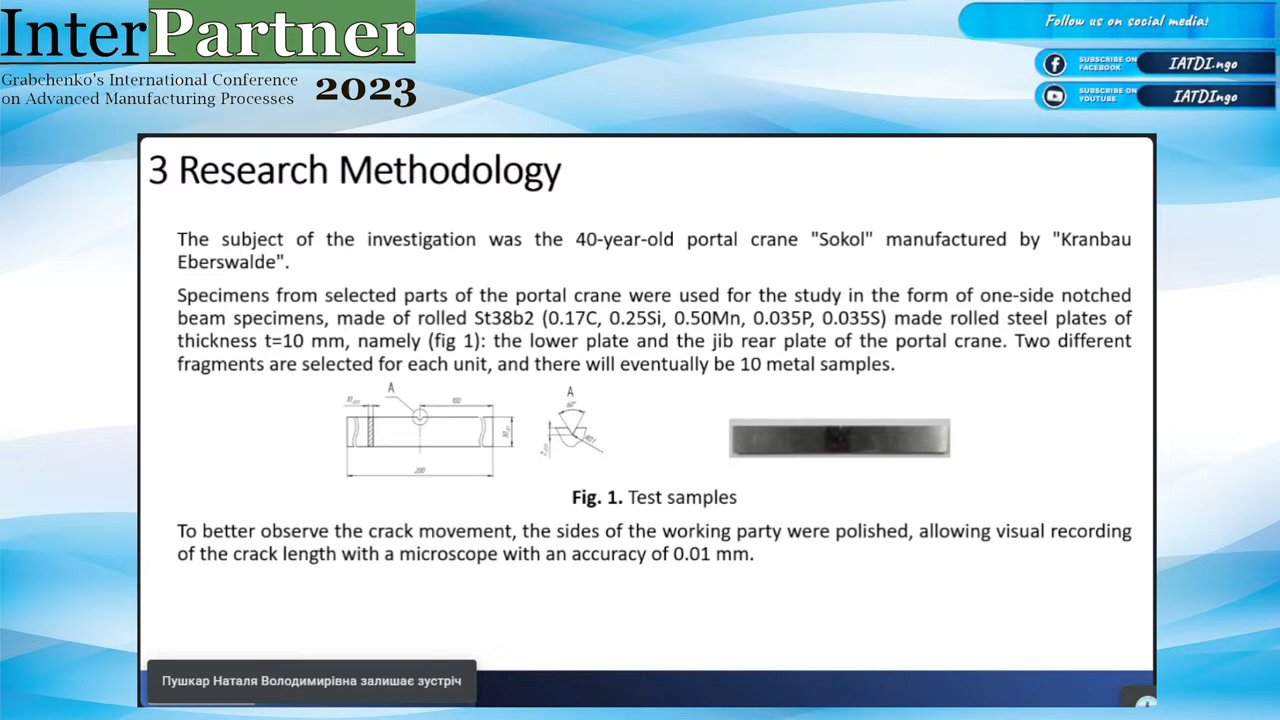 InterPartner
Grabchenko's International Conference
on Advanced Manufacturing Processes
2023
Follow us on social media!
SUBSCRIBE ON
FACEBOOK
IATDI.ngo
SUBSCRIBE ON
YOUTUBE
IATDIngo
3 Research Methodology
The subject of the investigation was the 40-year-old portal crane "Sokol" manufactured by "Kranbau
Eberswalde".
Specimens from selected parts of the portal crane were used for the study in the form of one-side notched
beam specimens, made of rolled St38b2 (0.17C, 0.25Si, 0.50Mn, 0.035P, 0.035S) made rolled steel plates of
thickness t=10 mm, namely (fig 1): the lower plate and the jib rear plate of the portal crane. Two different
fragments are selected for each unit, and there will eventually be 10 metal samples.
A
100
200
A
60°
Fig. 1. Test samples
To better observe the crack movement, the sides of the working party were polished, allowing visual recording
of the crack length with a microscope with an accuracy of 0.01 mm.
Пушкар Наталя Володимирівна залишає зустріч